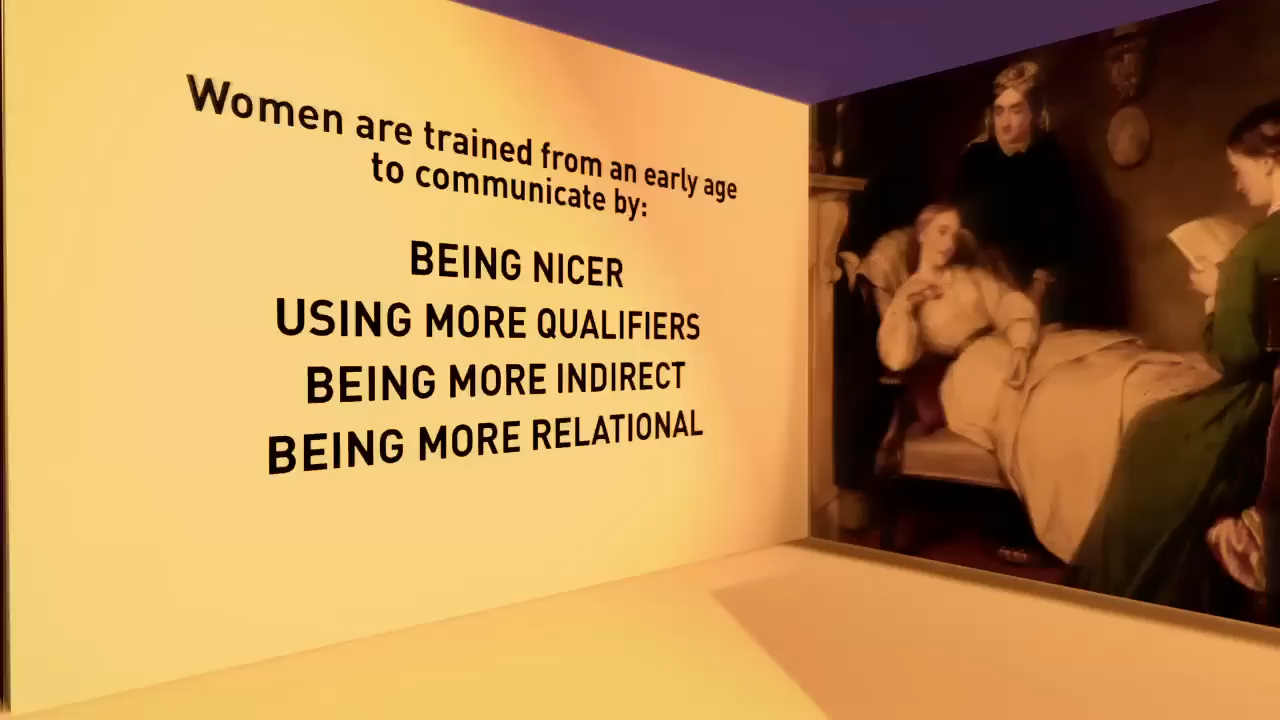 Women are trained from an early age
to communicate by:
BEING NICER
USING MORE QUALIFIERS
BEING MORE INDIRECT
BEING MORE RELATIONAL